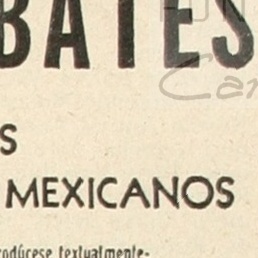 BATES
S
MEXICANOS
rodúcese textualmente-